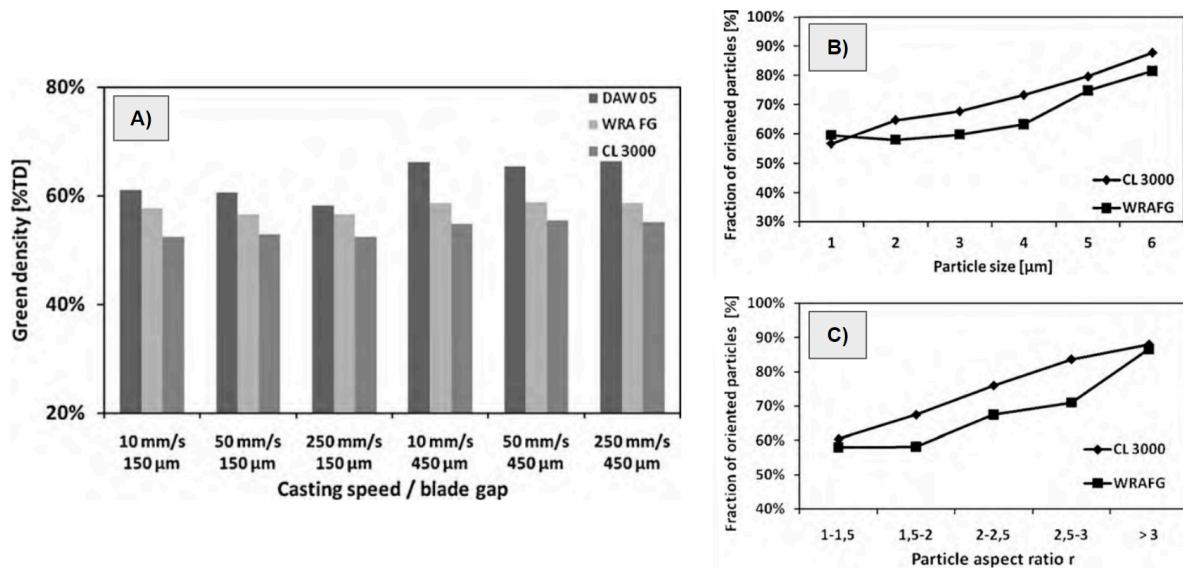 A)
DAW 05
WRA FG
CL 3000
Green density [%TD]
80%
60%
40%
20%
10 mm/s 50 mm/s 250 mm/s 10 mm/s 50 mm/s 250 mm/s
150 µm 150 µm 150 µm 450 µm 450 µm 450 µm
Casting speed / blade gap
B)
Fraction of oriented particles [%]
100%
90%
80%
70%
60%
50%
40%
30%
CL 3000
WRAFG
1 2 3 4 5 6
Particle size [µm]
C)
Fraction of oriented particles [%]
100%
90%
80%
70%
60%
50%
40%
CL 3000
WRAFG
1-1,5 1,5-2 2-2,5 2,5-3 > 3
Particle aspect ratio r